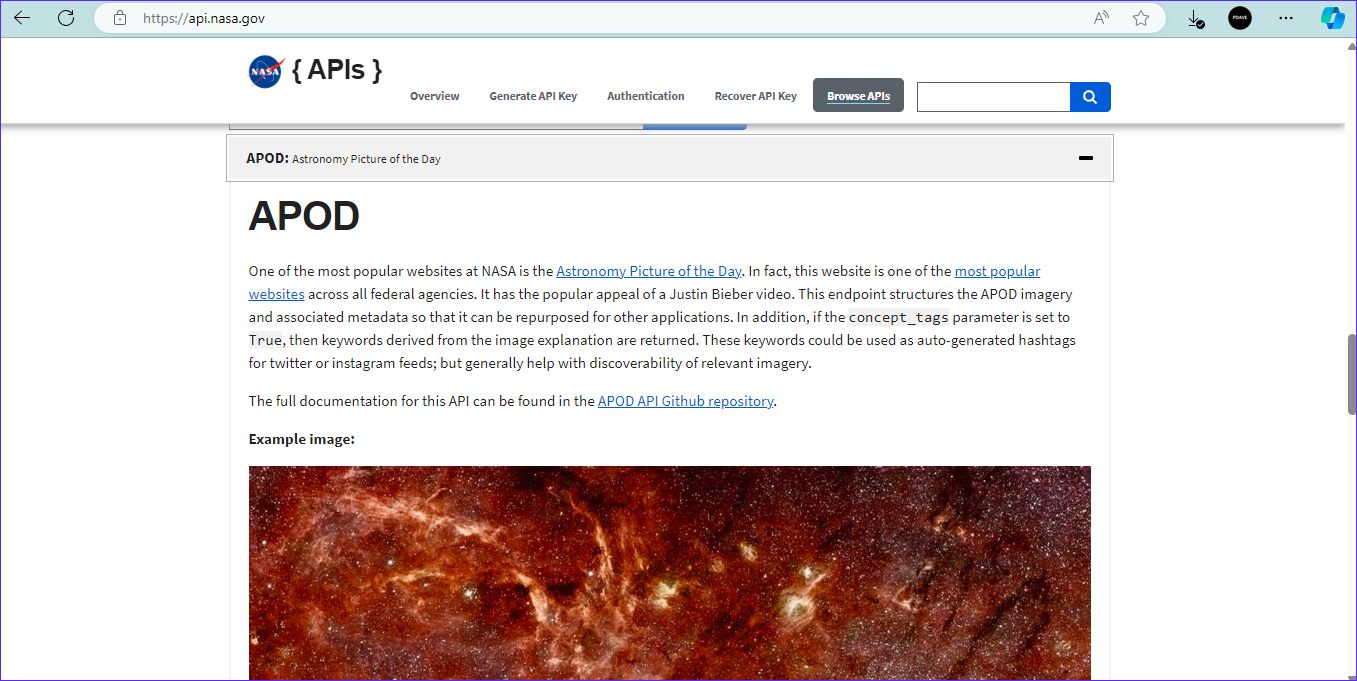 https://api.nasa.gov
PDAVE
NASA { APIs }
Overview Generate API Key Authentication Recover API Key Browse APIs
APOD: Astronomy Picture of the Day
APOD
One of the most popular websites at NASA is the Astronomy Picture of the Day. In fact, this website is one of the most popular
websites across all federal agencies. It has the popular appeal of a Justin Bieber video. This endpoint structures the APOD imagery
and associated metadata so that it can be repurposed for other applications. In addition, if the concept_tags parameter is set to
True, then keywords derived from the image explanation are returned. These keywords could be used as auto-generated hashtags
for twitter or instagram feeds; but generally help with discoverability of relevant imagery.
The full documentation for this API can be found in the APOD API Github repository.
Example image: